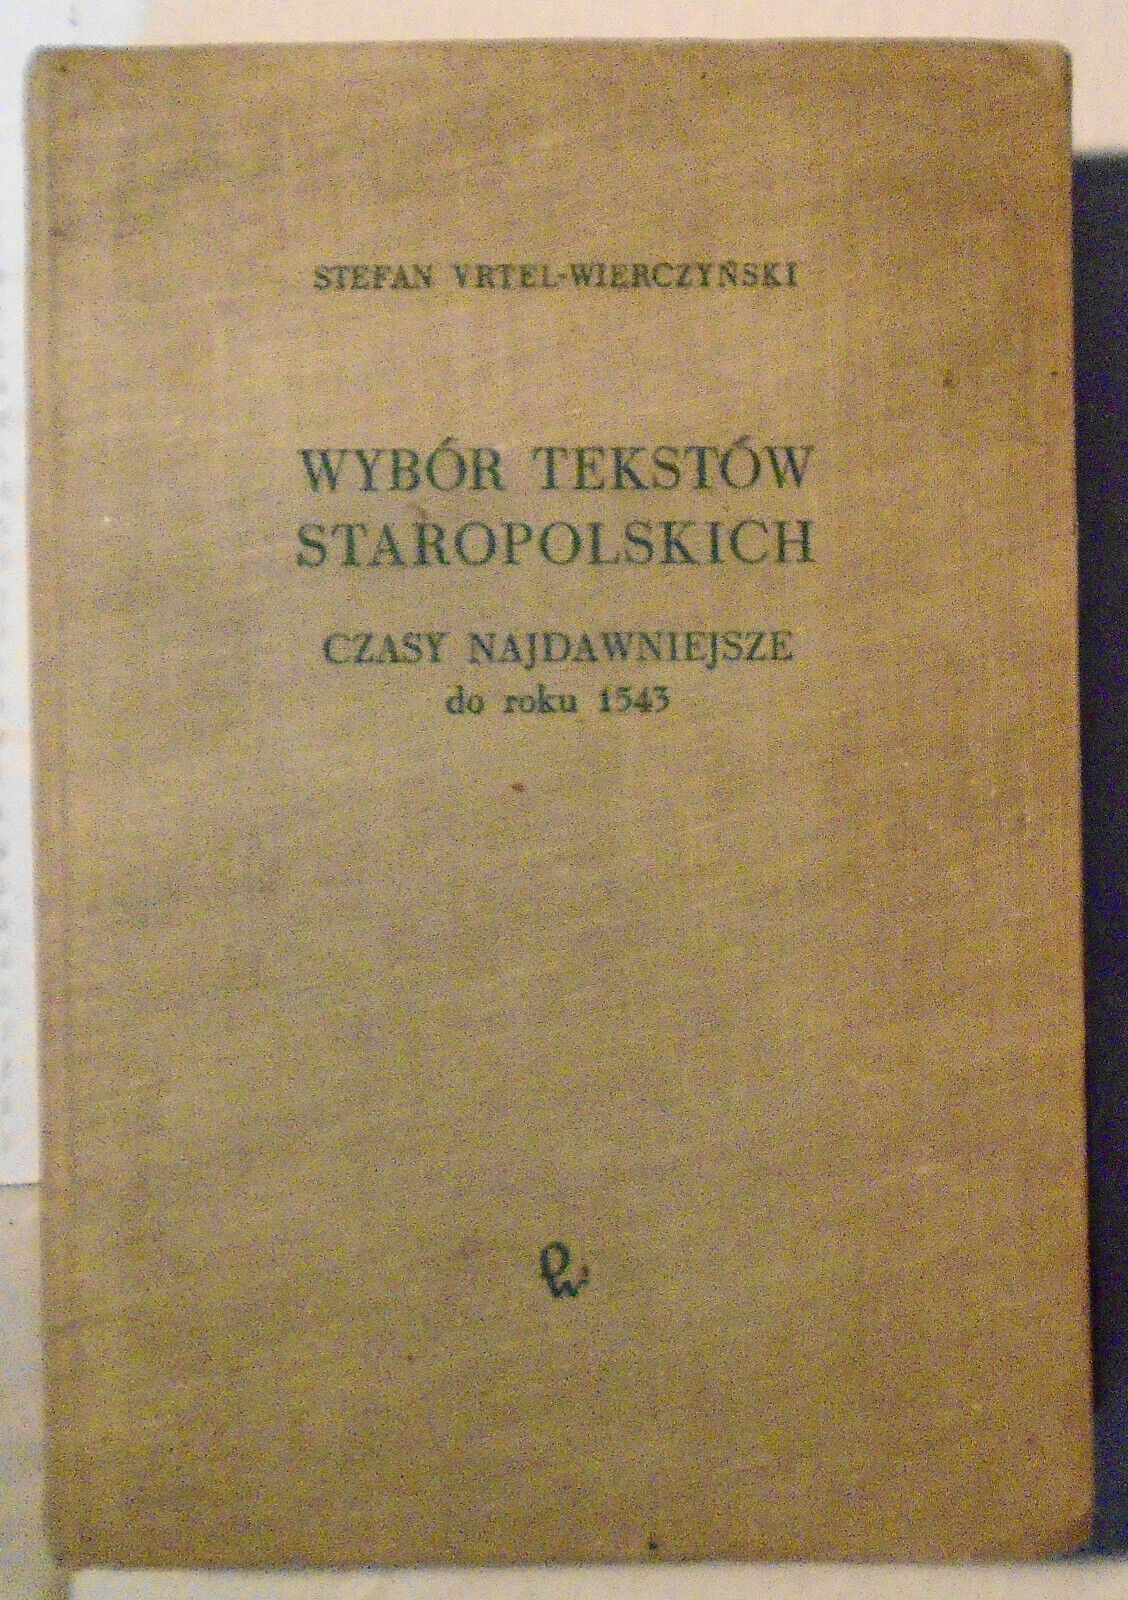 STEFAN VRTEL-WIERCZYŃSKI
WYBÓR TEKSTÓW
STAROPOLSKICH
CZASY NAJDAWNIEJSZE
do roku 1543